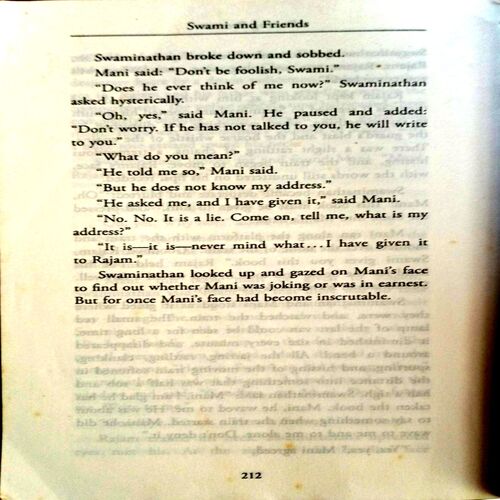 Swami and Friends
Swaminathan broke down and sobbed.
Mani said: “Don't be foolish, Swami.”
“Does he ever think of me now?” Swaminathan
asked hysterically.
“Oh, yes,” said Mani. He paused and added:
“Don't worry. If he has not talked to you, he will write
to you.”
“What do you mean?”
“He told me so,” Mani said.
“But he does not know my address.”
“He asked me, and I have given it,” said Mani.
“No. No. It is a lie. Come on, tell me, what is my
address?”
“It is—it is—never mind what... I have given it
to Rajam.”
Swaminathan looked up and gazed on Mani's face
to find out whether Mani was joking or was in earnest.
But for once Mani's face had become inscrutable.
212